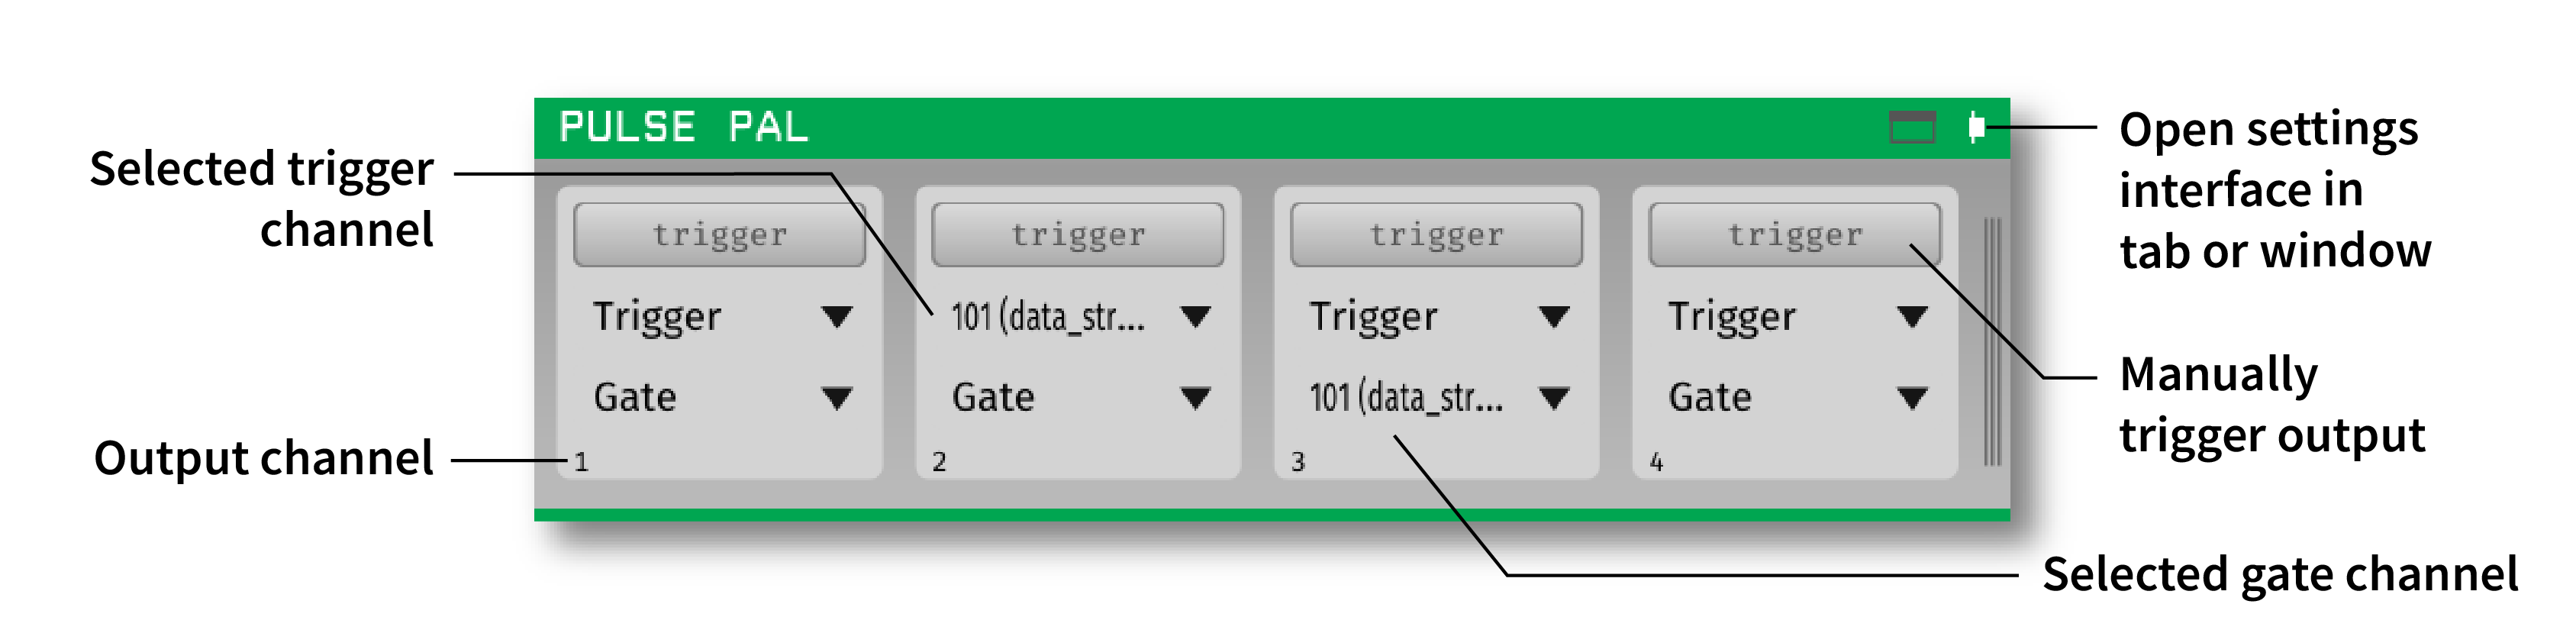 PULSE PAL
Selected trigger
channel
Output channel
trigger
Trigger
Gate
1
trigger
101 (data_str...
Gate
2
trigger
Trigger
101 (data_str...
3
trigger
Trigger
Gate
4
Open settings
interface in
tab or window
Manually
trigger output
Selected gate channel